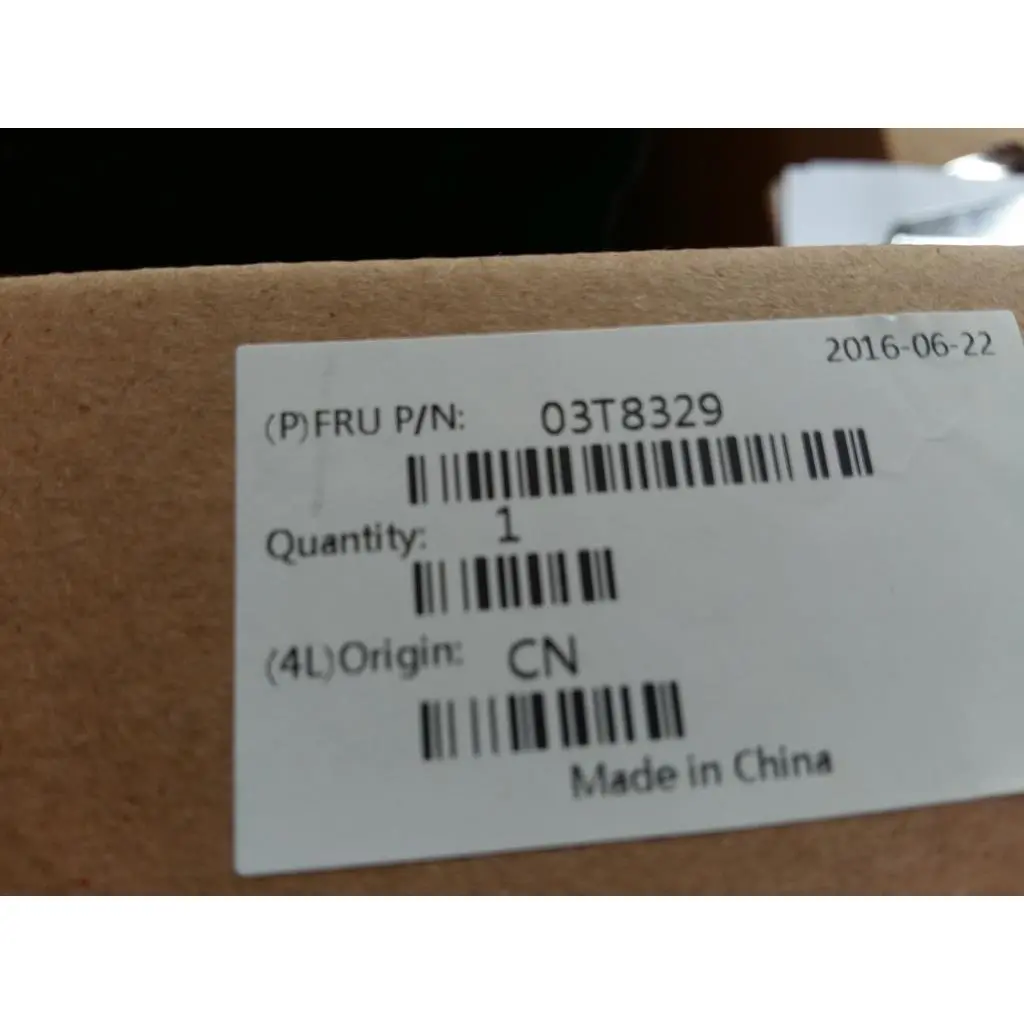 2016-06-22
(P)FRU P/N: 03T8329
Quantity: 1
(4L)Origin: CN
Made in China